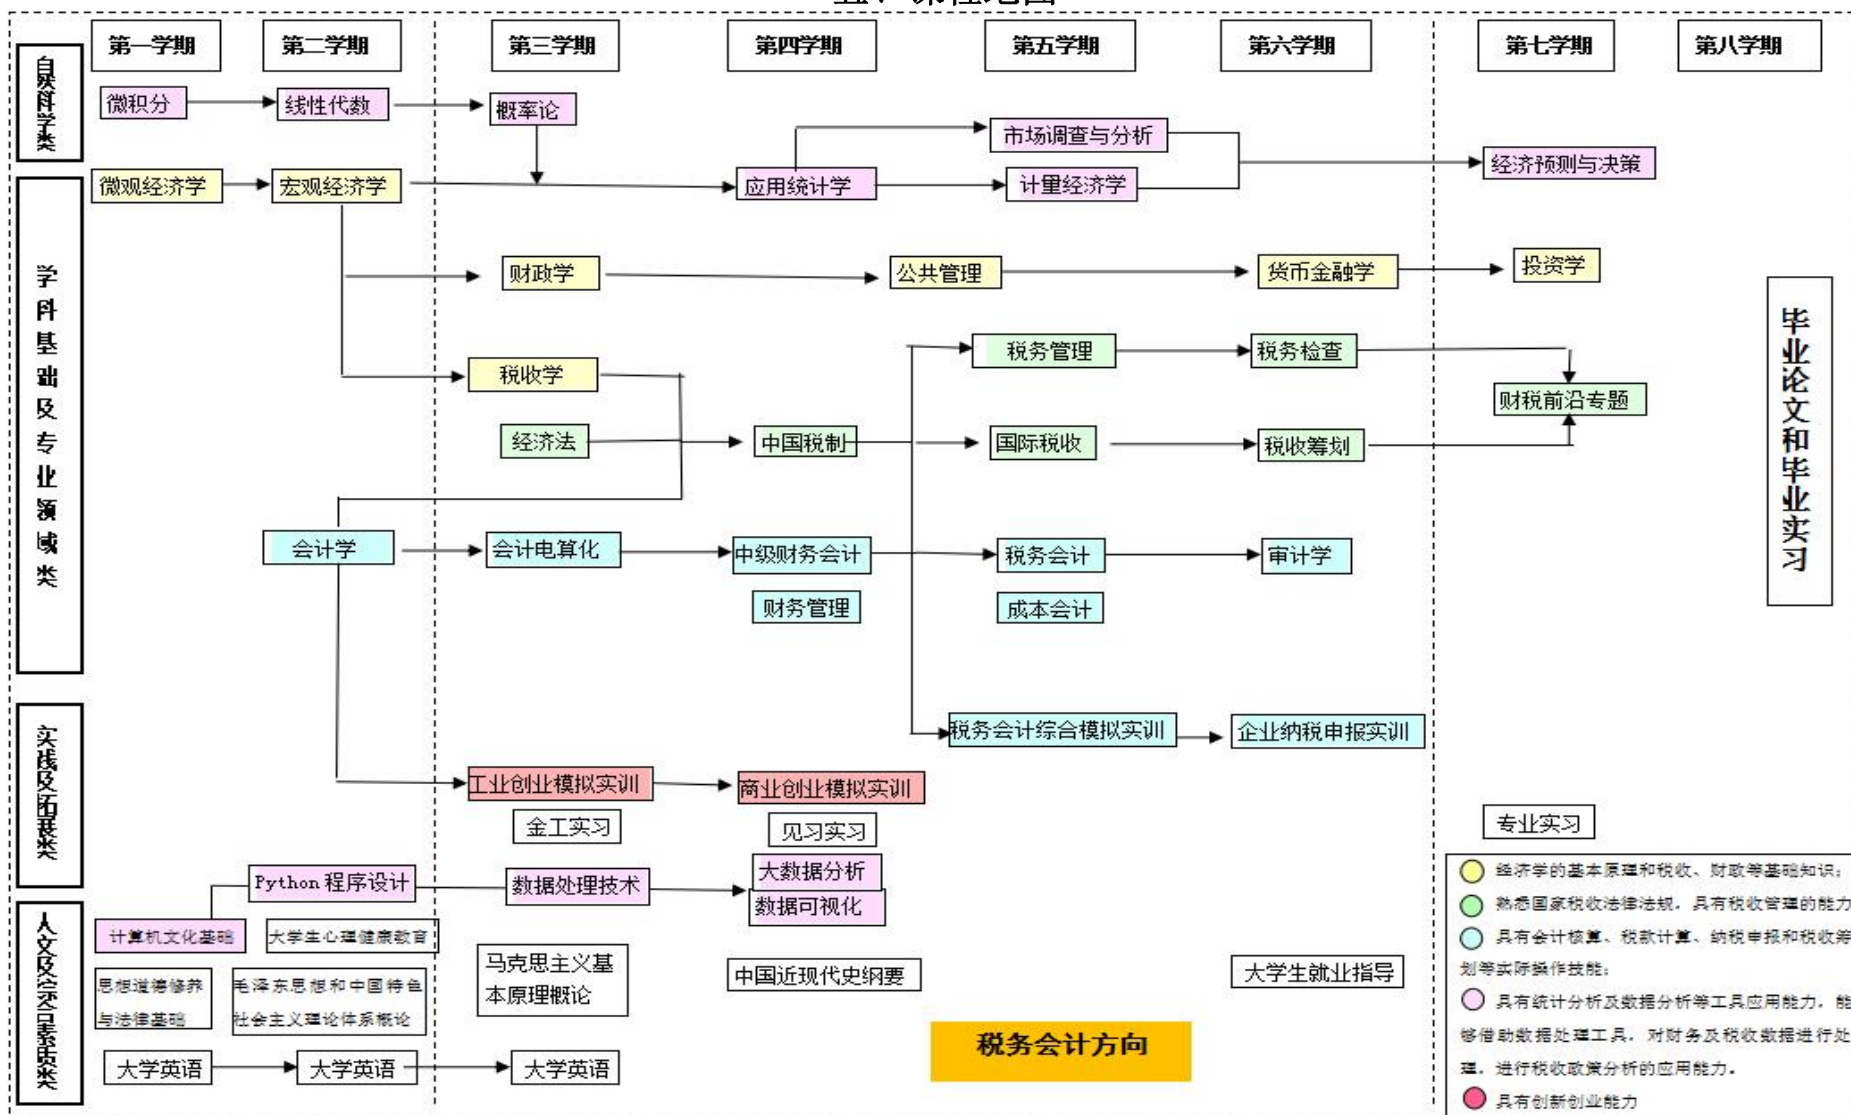 第一学期
第二学期
第三学期
第四学期
第五学期
第六学期
第七学期
第八学期
自然科学类
微积分
线性代数
概率论
市场调查与分析
经济预测与决策
学科基础及专业领域类
微观经济学
宏观经济学
应用统计学
计量经济学
财政学
公共管理
货币金融学
投资学
税收学
税务管理
税务检查
财税前沿专题
经济法
中国税制
国际税收
税收筹划
会计学
会计电算化
中级财务会计
税务会计
审计学
财务管理
成本会计
毕业论文和毕业实习
实践及拓展类
税务会计综合模拟实训
企业纳税申报实训
工业创业模拟实训
商业创业模拟实训
金工实习
见习实习
专业实习
Python 程序设计
数据处理技术
大数据分析
数据可视化
人文及综合素质类
计算机文化基础
大学生心理健康教育
思想道德修养
与法律基础
毛泽东思想和中国特色
社会主义理论体系概论
马克思主义基
本原理概论
中国近现代史纲要
大学生就业指导
大学英语
大学英语
大学英语
税务会计方向
经济学的基本原理和税收、财政等基础知识；
熟悉国家税收法律法规，具有税收管理的能力
具有会计核算、税款计算、纳税申报和税收筹
划等实际操作技能；
具有统计分析及数据分析等工具应用能力，能
够借助数据处理工具，对财务及税收数据进行处
理，进行税收政策分析的应用能力。
具有创新创业能力